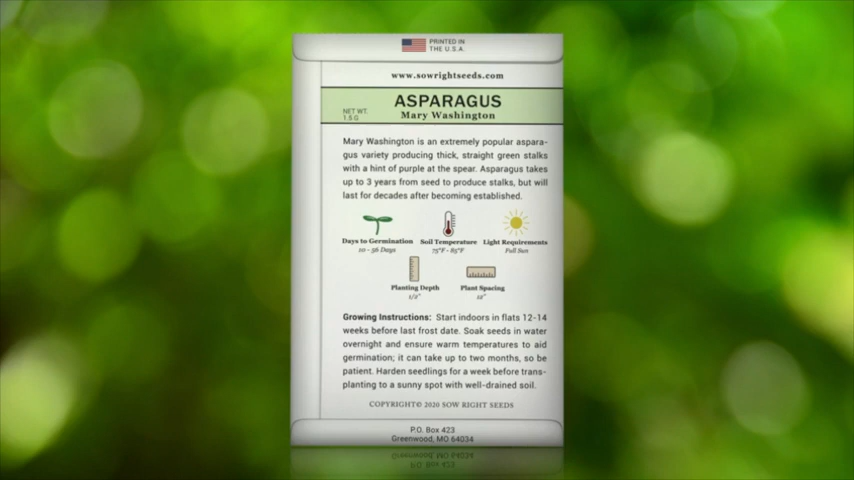 PRINTED IN
THE U.S.A.
www.sowrightseeds.com
NET WT.
1.5 G
ASPARAGUS
Mary Washington
Mary Washington is an extremely popular aspara-
gus variety producing thick, straight green stalks
with a hint of purple at the spear. Asparagus takes
up to 3 years from seed to produce stalks, but will
last for decades after becoming established.
Days to Germination
10 - 56 Days
Soil Temperature
75°F - 85°F
Light Requirements
Full Sun
Planting Depth
1/2"
Plant Spacing
12"
Growing Instructions: Start indoors in flats 12-14
weeks before last frost date. Soak seeds in water
overnight and ensure warm temperatures to aid
germination; it can take up to two months, so be
patient. Harden seedlings for a week before trans-
planting to a sunny spot with well-drained soil.
COPYRIGHT© 2020 SOW RIGHT SEEDS
P.O. Box 423
Greenwood, MO 64034